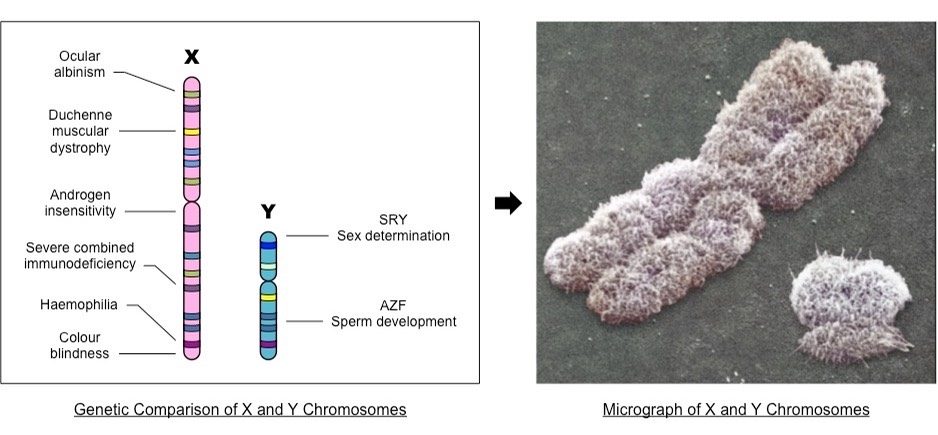 X
Ocular
albinism
Duchenne
muscular
dystrophy
Androgen
insensitivity
Severe combined
immunodeficiency
Haemophilia
Colour
blindness
Y
SRY
Sex determination
AZF
Sperm development
Genetic Comparison of X and Y Chromosomes
Micrograph of X and Y Chromosomes